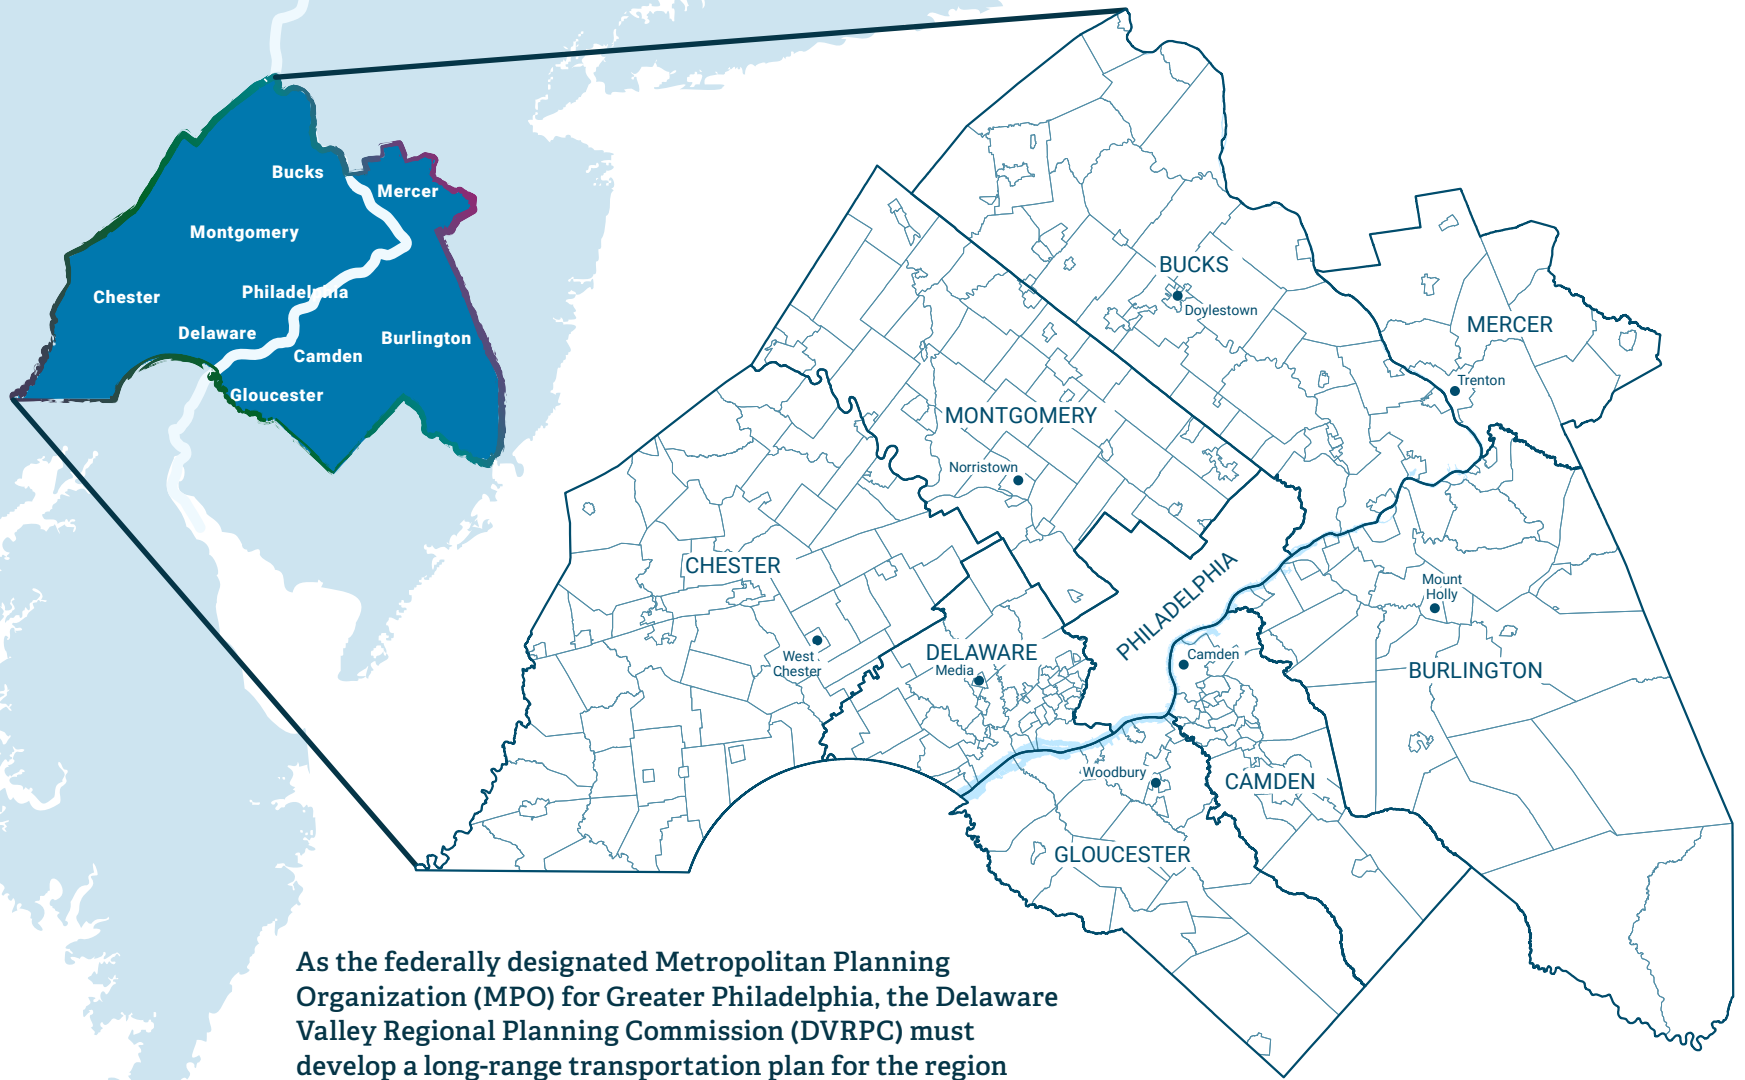 Bucks
Mercer
Montgomery
Chester
Philadelphia
Delaware
Burlington
Camden
Gloucester
BUCKS
Doylestown
MERCER
Trenton
MONTGOMERY
Norristown
CHESTER
West
Chester
PHILADELPHIA
Mount
Holly
DELAWARE
Media
Camden
BURLINGTON
Woodbury
CAMDEN
GLOUCESTER
As the federally designated Metropolitan Planning
Organization (MPO) for Greater Philadelphia, the Delaware
Valley Regional Planning Commission (DVRPC) must
develop a long-range transportation plan for the region